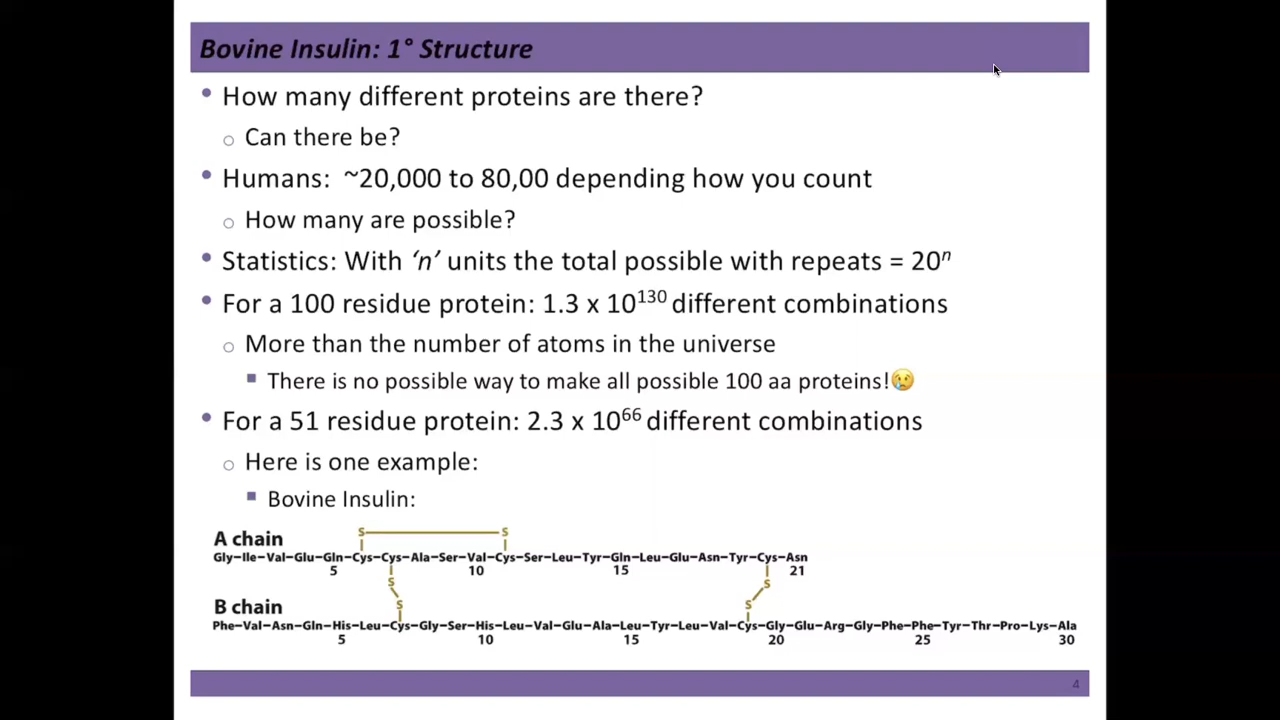 Bovine Insulin: 1° Structure
• How many different proteins are there?
o Can there be?
• Humans: ~20,000 to 80,00 depending how you count
o How many are possible?
• Statistics: With ‘n’ units the total possible with repeats = 20ⁿ
• For a 100 residue protein: 1.3 x 10¹³⁰ different combinations
o More than the number of atoms in the universe
▪ There is no possible way to make all possible 100 aa proteins!😢
• For a 51 residue protein: 2.3 x 10⁶⁶ different combinations
o Here is one example:
▪ Bovine Insulin:
A chain
S S
Gly–Ile–Val–Glu–Gln–Cys–Cys–Ala–Ser–Val–Cys–Ser–Leu–Tyr–Gln–Leu–Glu–Asn–Tyr–Cys–Asn
5 10 15 21
S S
S S
B chain
Phe–Val–Asn–Gln–His–Leu–Cys–Gly–Ser–His–Leu–Val–Glu–Ala–Leu–Tyr–Leu–Val–Cys–Gly–Glu–Arg–Gly–Phe–Phe–Tyr–Thr–Pro–Lys–Ala
5 10 15 20 25 30
4